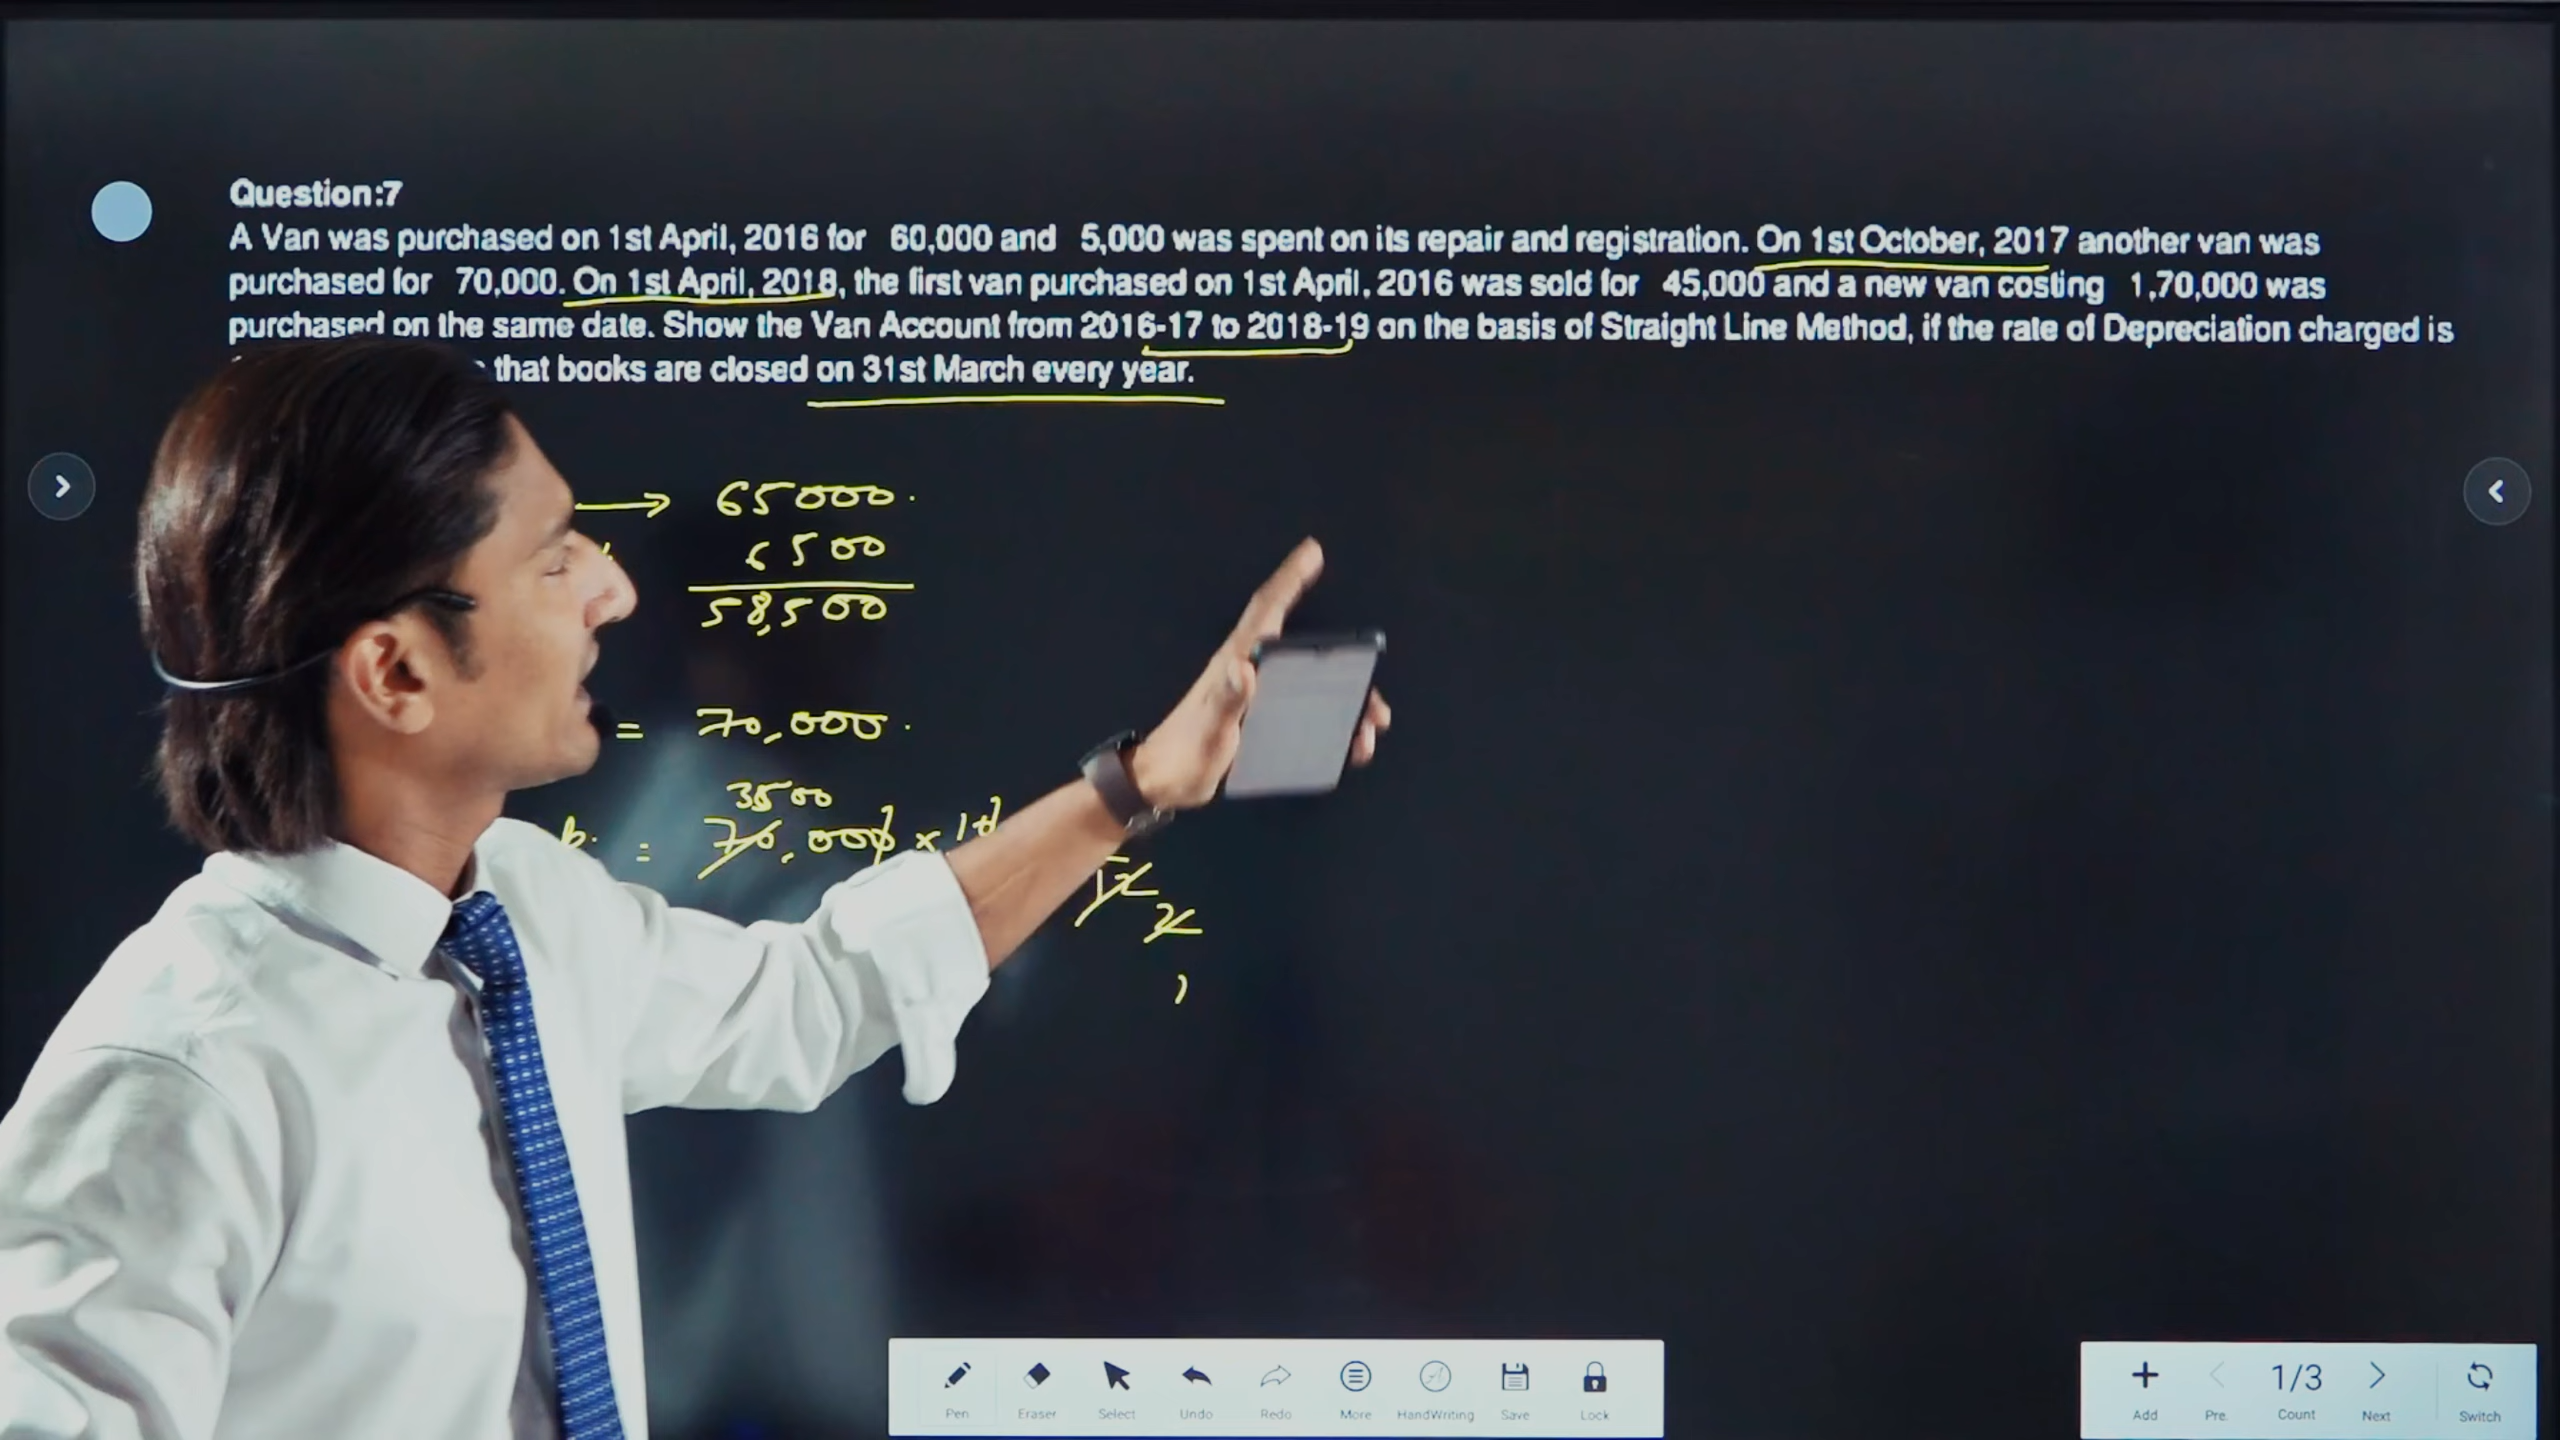 Question:7
A Van was purchased on 1st April, 2016 for 60,000 and 5,000 was spent on its repair and registration. On 1st October, 2017 another van was
purchased for 70,000. On 1st April, 2018, the first van purchased on 1st April, 2016 was sold for 45,000 and a new van costing 1,70,000 was
purchased on the same date. Show the Van Account from 2016-17 to 2018-19 on the basis of Straight Line Method, if the rate of Depreciation charged is
that books are closed on 31st March every year.
→ 65000.
6500
58,500
= 70,000.
3500
= 70,000 × 10
12
2
Pen Eraser Select Undo Redo More HandWriting Save Lock
1/3
Add Pre. Count Next Switch